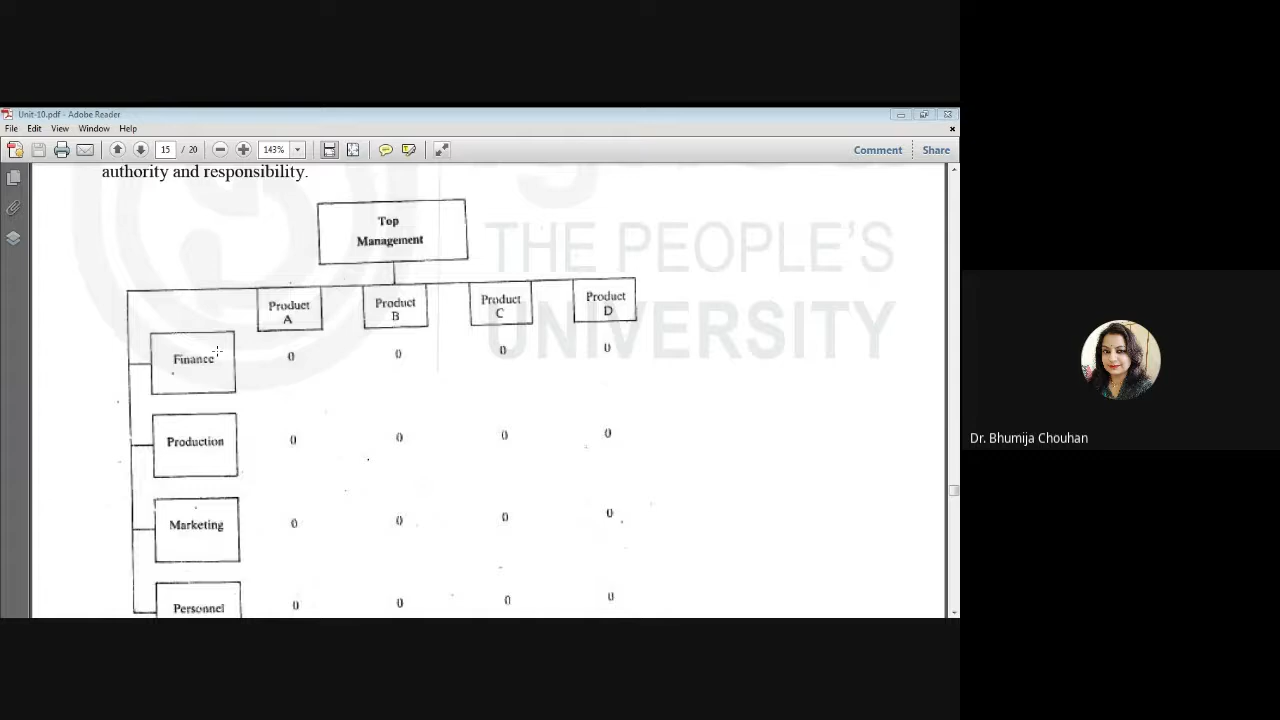 Unit-10.pdf - Adobe Reader
File Edit View Window Help
15 / 20
143%
Comment
Share
authority and responsibility.
THE PEOPLE'S
UNIVERSITY
Top
Management
Product
A
Product
B
Product
C
Product
D
Finance
0 0 0 0
Production
0 0 0 0
Marketing
0 0 0 0
Personnel
0 0 0 0
Dr. Bhumija Chouhan